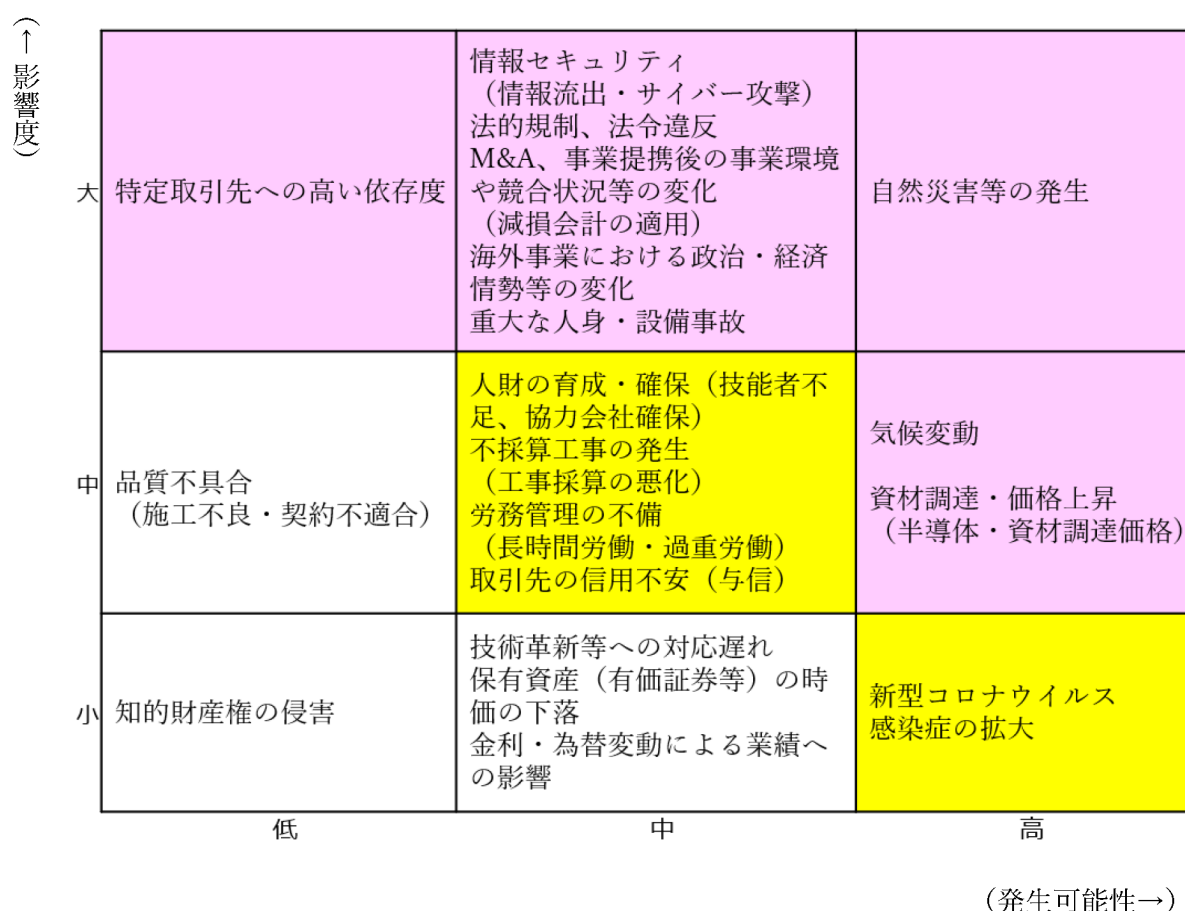 （←影響度）
大
特定取引先への高い依存度
情報セキュリティ
（情報流出・サイバー攻撃）
法的規制、法令違反
M&A、事業提携後の事業環境
や競合状況等の変化
（減損会計の適用）
海外事業における政治・経済
情勢等の変化
重大な人身・設備事故
自然災害等の発生
中
品質不具合
（施工不良・契約不適合）
人財の育成・確保（技能者不
足、協力会社確保）
不採算工事の発生
（工事採算の悪化）
労務管理の不備
（長時間労働・過重労働）
取引先の信用不安（与信）
気候変動
資材調達・価格上昇
（半導体・資材調達価格）
小
知的財産権の侵害
技術革新等への対応遅れ
保有資産（有価証券等）の時
価の下落
金利・為替変動による業績へ
の影響
新型コロナウイルス
感染症の拡大
低
中
高
（発生可能性→）